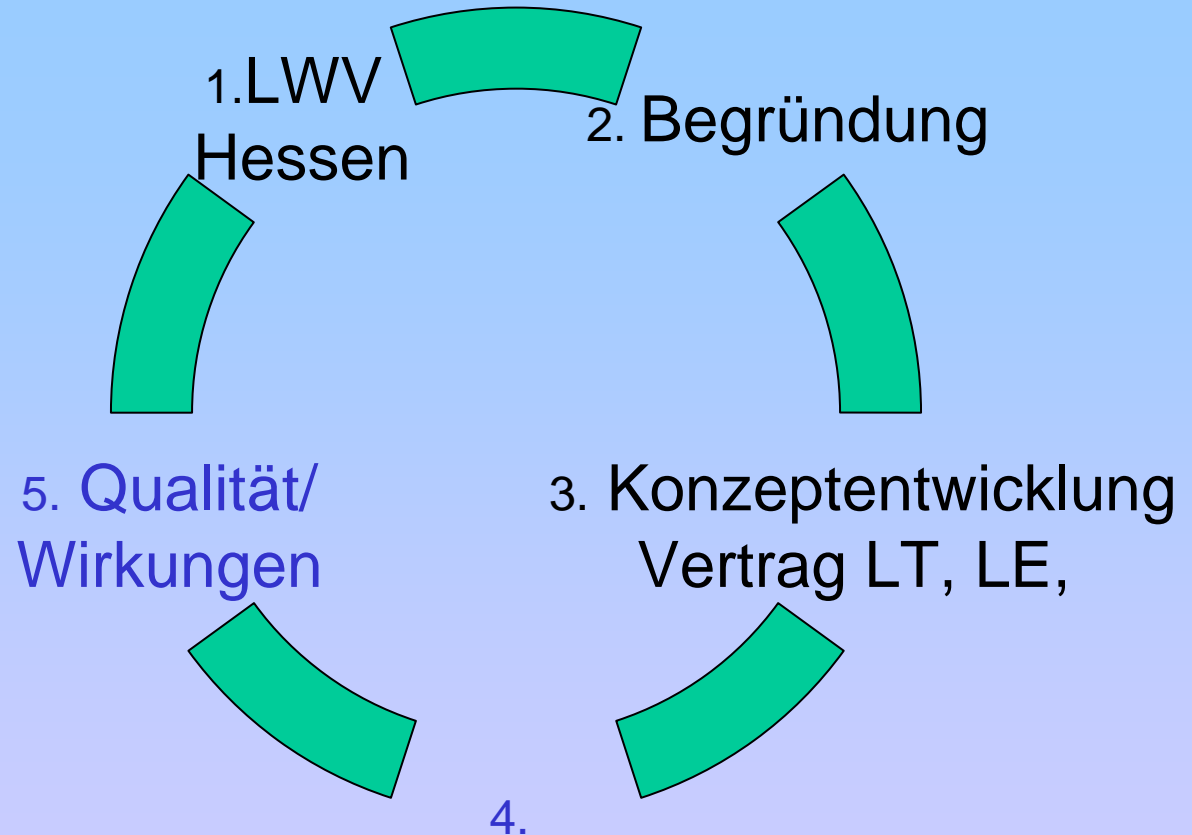 1.LWV
Hessen
2. Begründung
3. Konzeptentwicklung
Vertrag LT, LE,
4.
5. Qualität/
Wirkungen